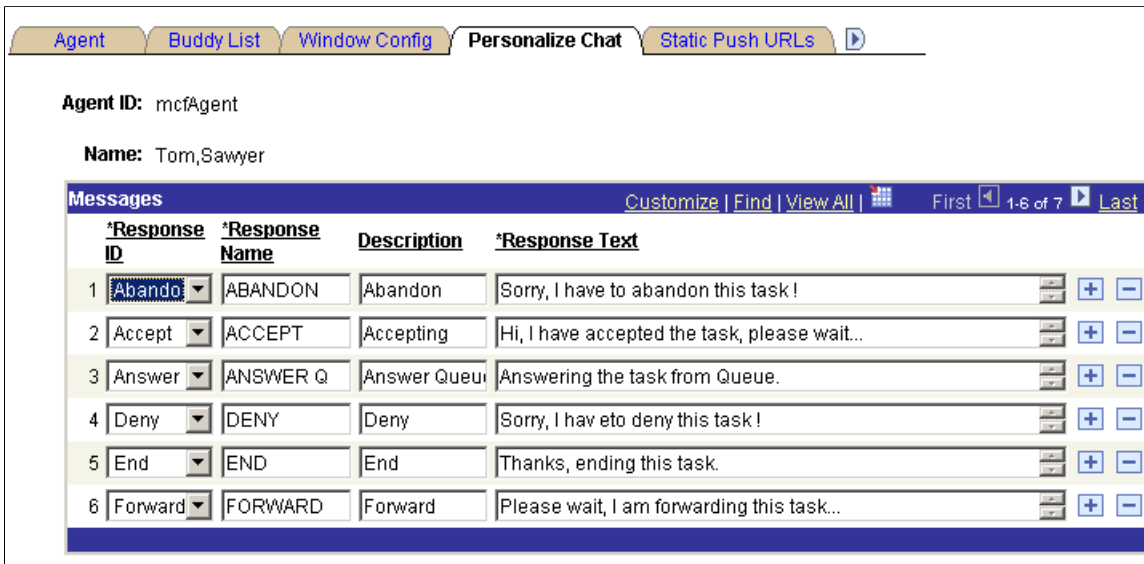 Agent Buddy List Window Config Personalize Chat Static Push URLs
Agent ID: mcfAgent
Name: Tom,Sawyer
Messages Customize | Find | View All | First 1-6 of 7 Last
*Response ID *Response Name Description *Response Text
1 Abando ABANDON Abandon Sorry, I have to abandon this task !
2 Accept ACCEPT Accepting Hi, I have accepted the task, please wait...
3 Answer ANSWER Q Answer Queu Answering the task from Queue.
4 Deny DENY Deny Sorry, I hav eto deny this task !
5 End END End Thanks, ending this task.
6 Forward FORWARD Forward Please wait, I am forwarding this task...